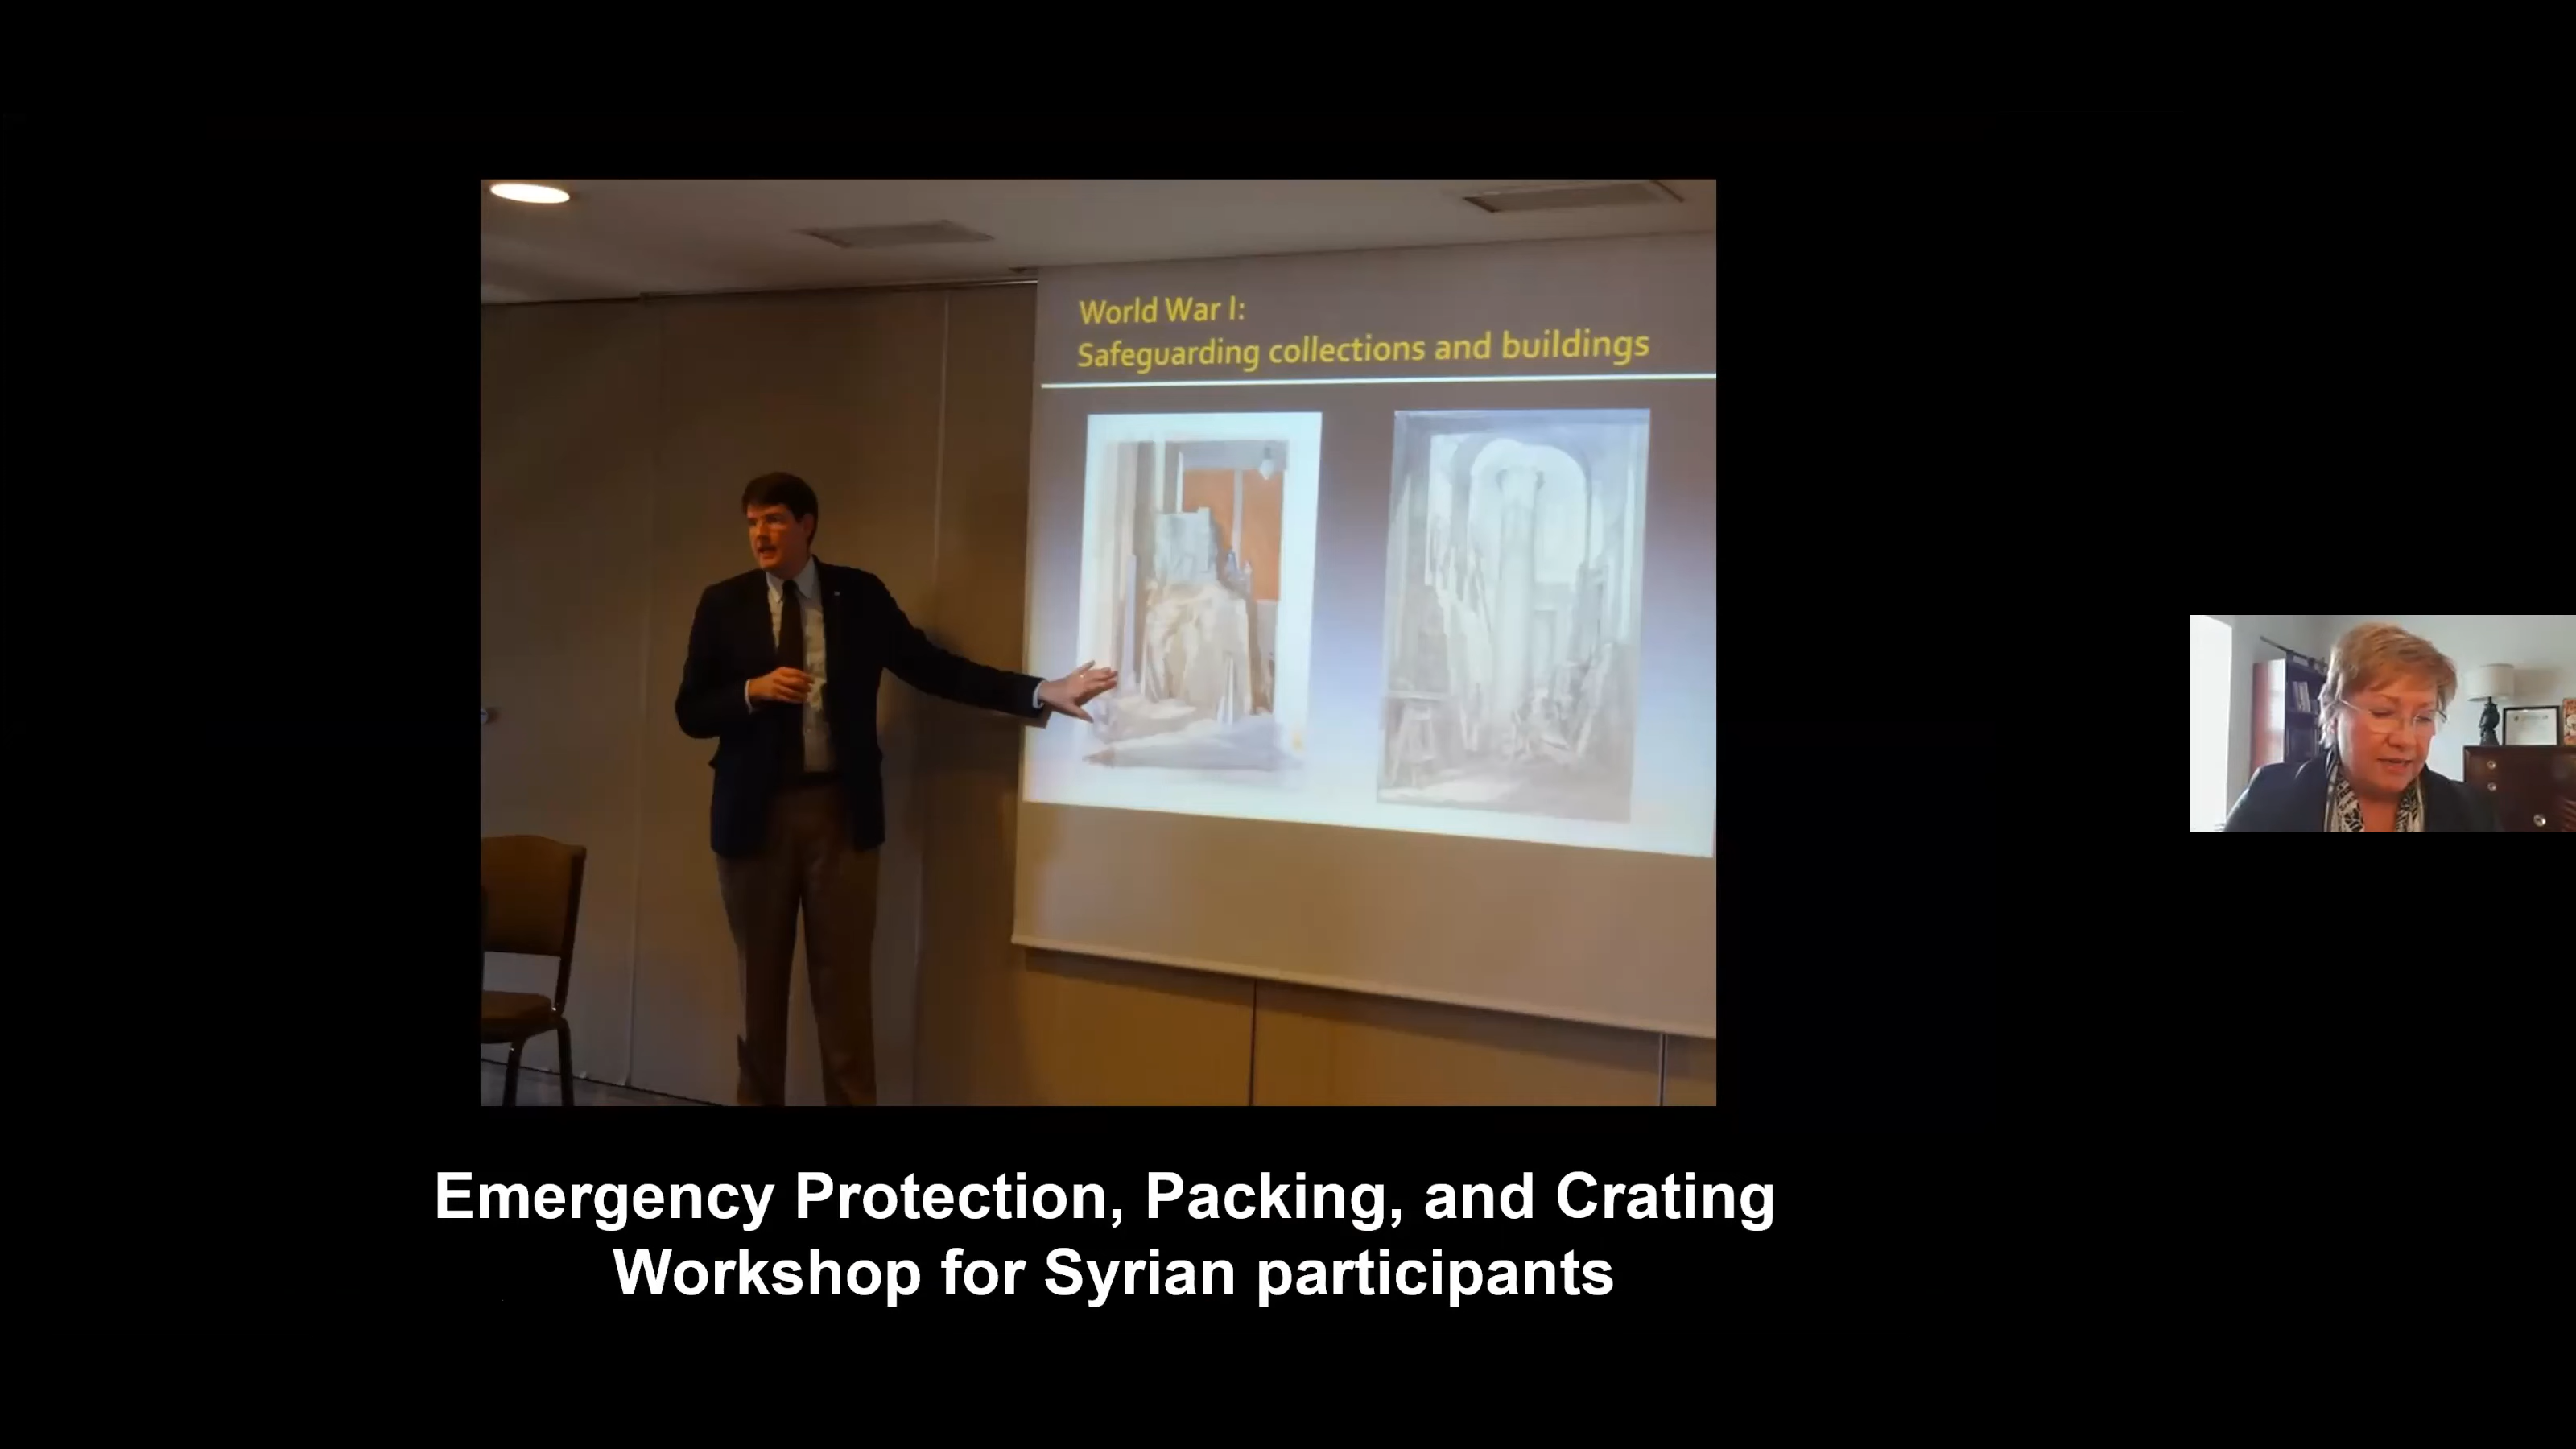 World War I:
Safeguarding collections and buildings
Emergency Protection, Packing, and Crating
Workshop for Syrian participants